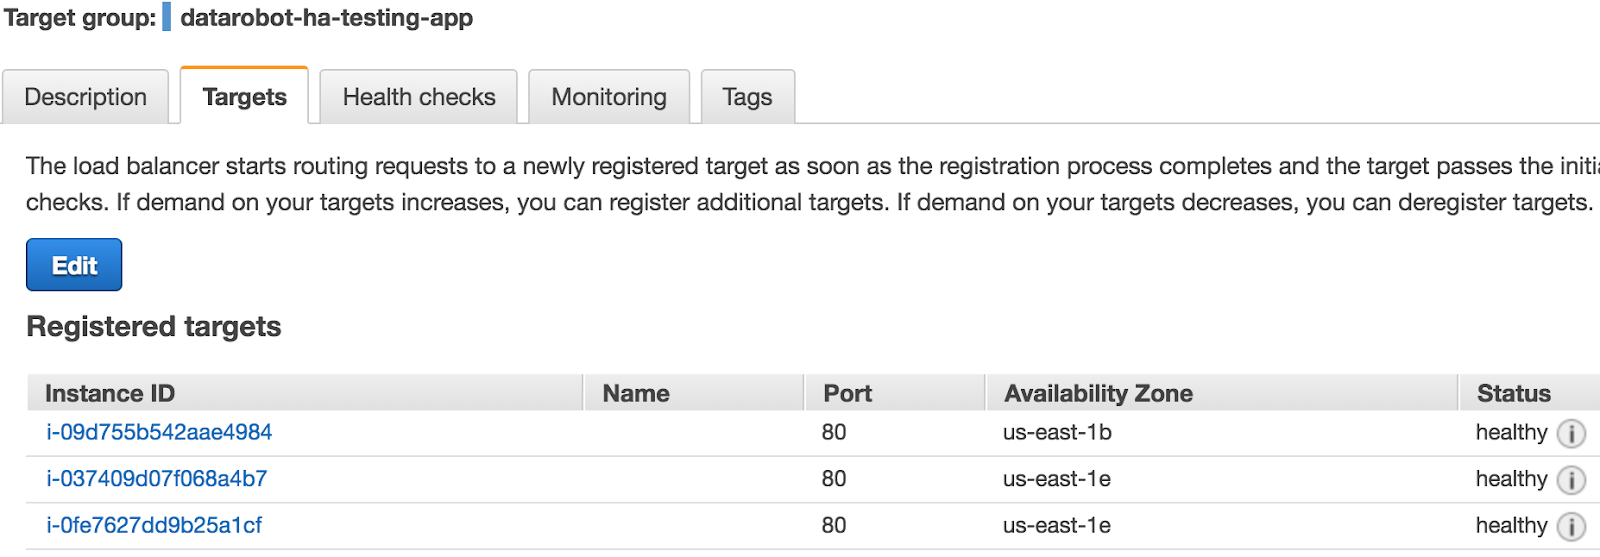 Target group: datarobot-ha-testing-app
Description Targets Health checks Monitoring Tags
The load balancer starts routing requests to a newly registered target as soon as the registration process completes and the target passes the initia
checks. If demand on your targets increases, you can register additional targets. If demand on your targets decreases, you can deregister targets.
Edit
Registered targets
Instance ID Name Port Availability Zone Status
i-09d755b542aae4984 80 us-east-1b healthy i
i-037409d07f068a4b7 80 us-east-1e healthy i
i-0fe7627dd9b25a1cf 80 us-east-1e healthy i